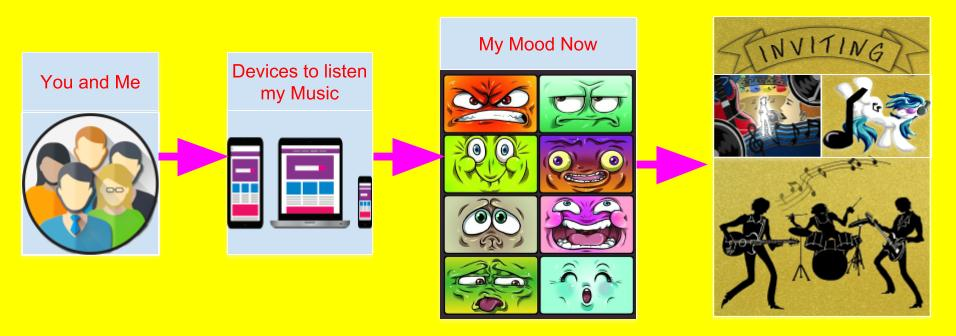 You and Me
Devices to listen
my Music
My Mood Now
INVITING